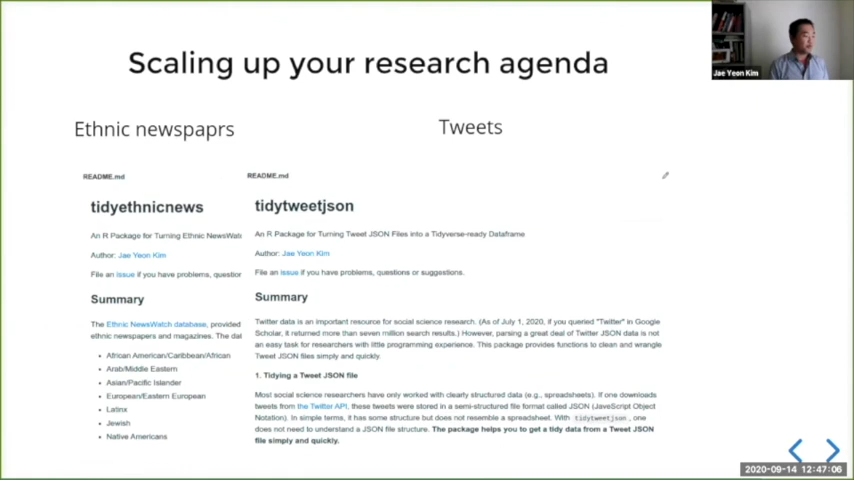 Scaling up your research agenda
Jae Yeon Kim
Ethnic newspaprs
Tweets
README.md
tidyethnicnews
An R Package for Turning Ethnic NewsWat
Author: Jae Yeon Kim
File an issue if you have problems, question
Summary
The Ethnic NewsWatch database, provided
ethnic newspapers and magazines. The dat
• African American/Caribbean/African
• Arab/Middle Eastern
• Asian/Pacific Islander
• European/Eastern European
• Latinx
• Jewish
• Native Americans
README.md
tidytweetjson
An R Package for Turning Tweet JSON Files into a Tidyverse-ready Dataframe
Author: Jae Yeon Kim
File an issue if you have problems, questions or suggestions.
Summary
Twitter data is an important resource for social science research. (As of July 1, 2020, if you queried "Twitter" in Google
Scholar, it returned more than seven million search results.) However, parsing a great deal of Twitter JSON data is not
an easy task for researchers with little programming experience. This package provides functions to clean and wrangle
Tweet JSON files simply and quickly.
1. Tidying a Tweet JSON file
Most social science researchers have only worked with clearly structured data (e.g., spreadsheets). If one downloads
tweets from the Twitter API, these tweets were stored in a semi-structured file format called JSON (JaveScript Object
Notation). In simple terms, it has some structure but does not resemble a spreadsheet. With tidytweetjson, one
does not need to understand a JSON file structure. The package helps you to get a tidy data from a Tweet JSON
file simply and quickly.
2020-09-14 12:47:06